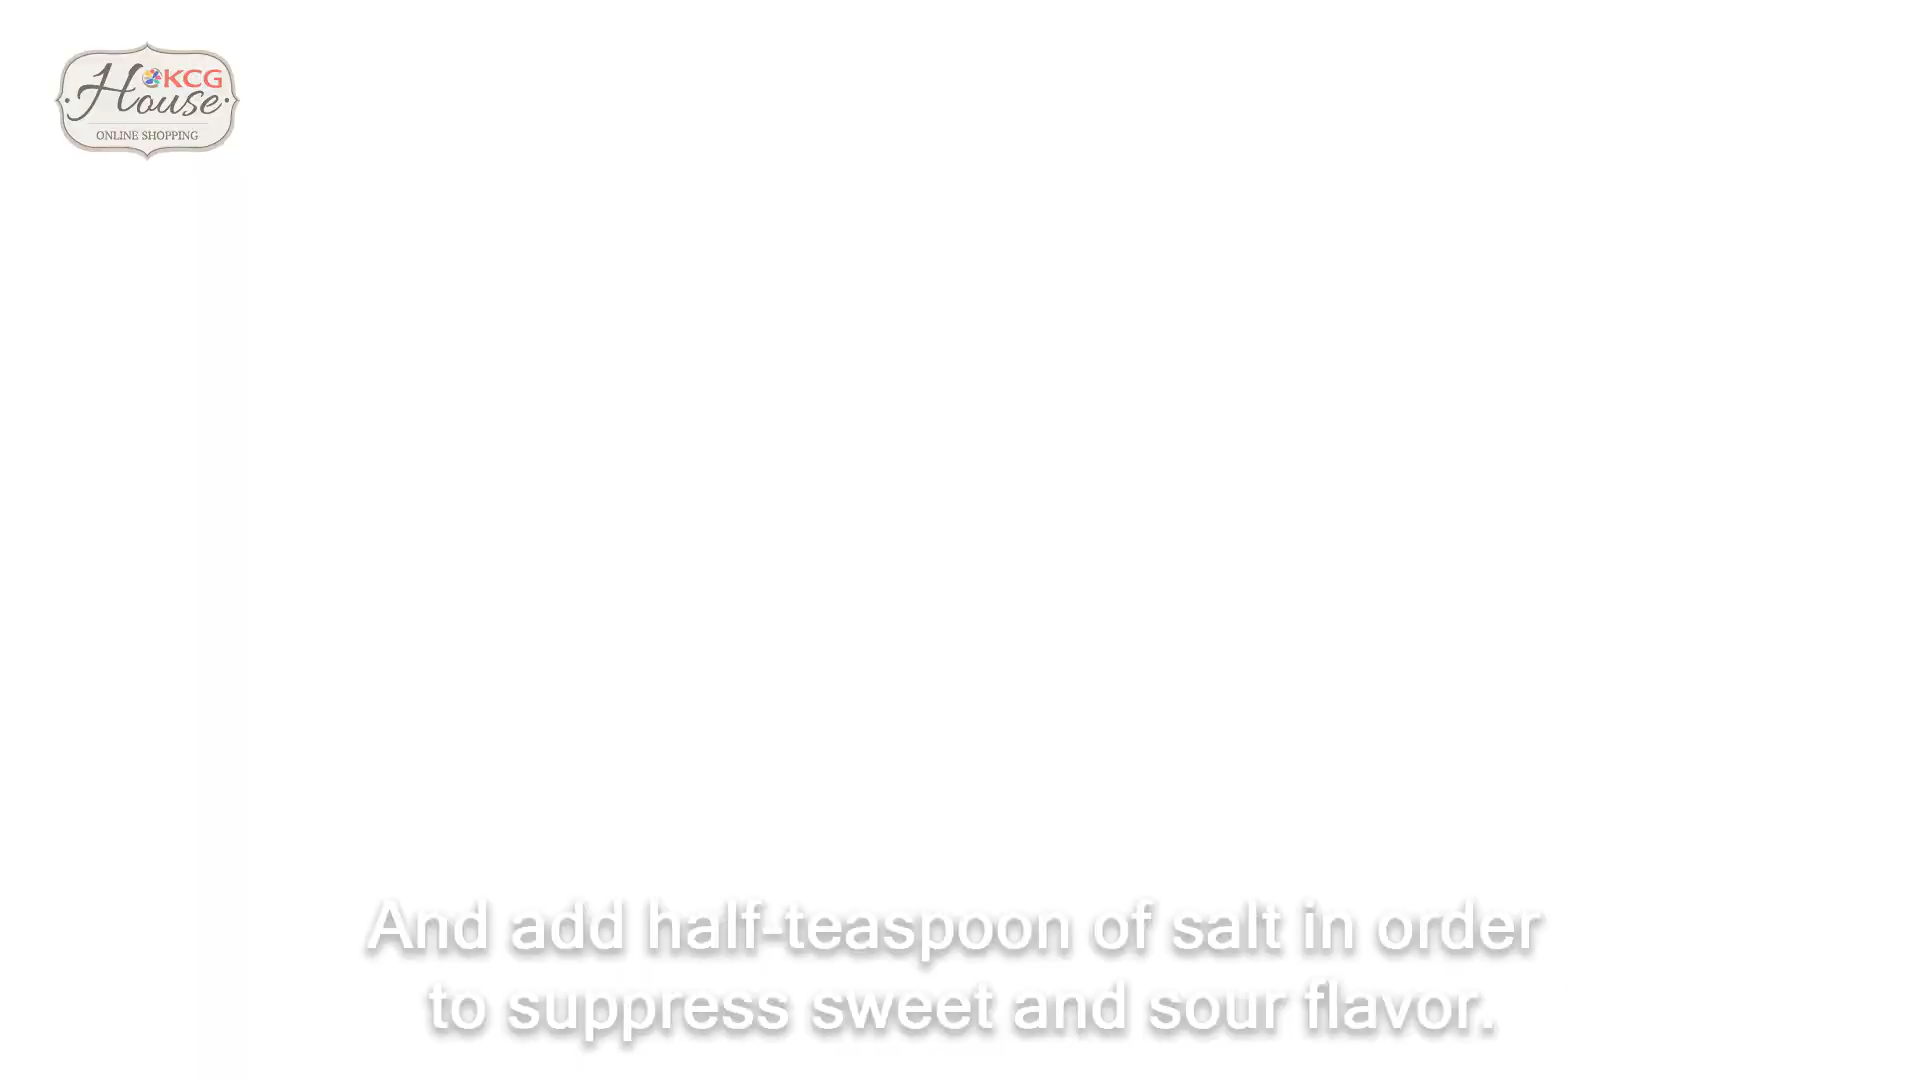 KCG
House
ONLINE SHOPPING
And add half-teaspoon of salt in order
to suppress sweet and sour flavor.